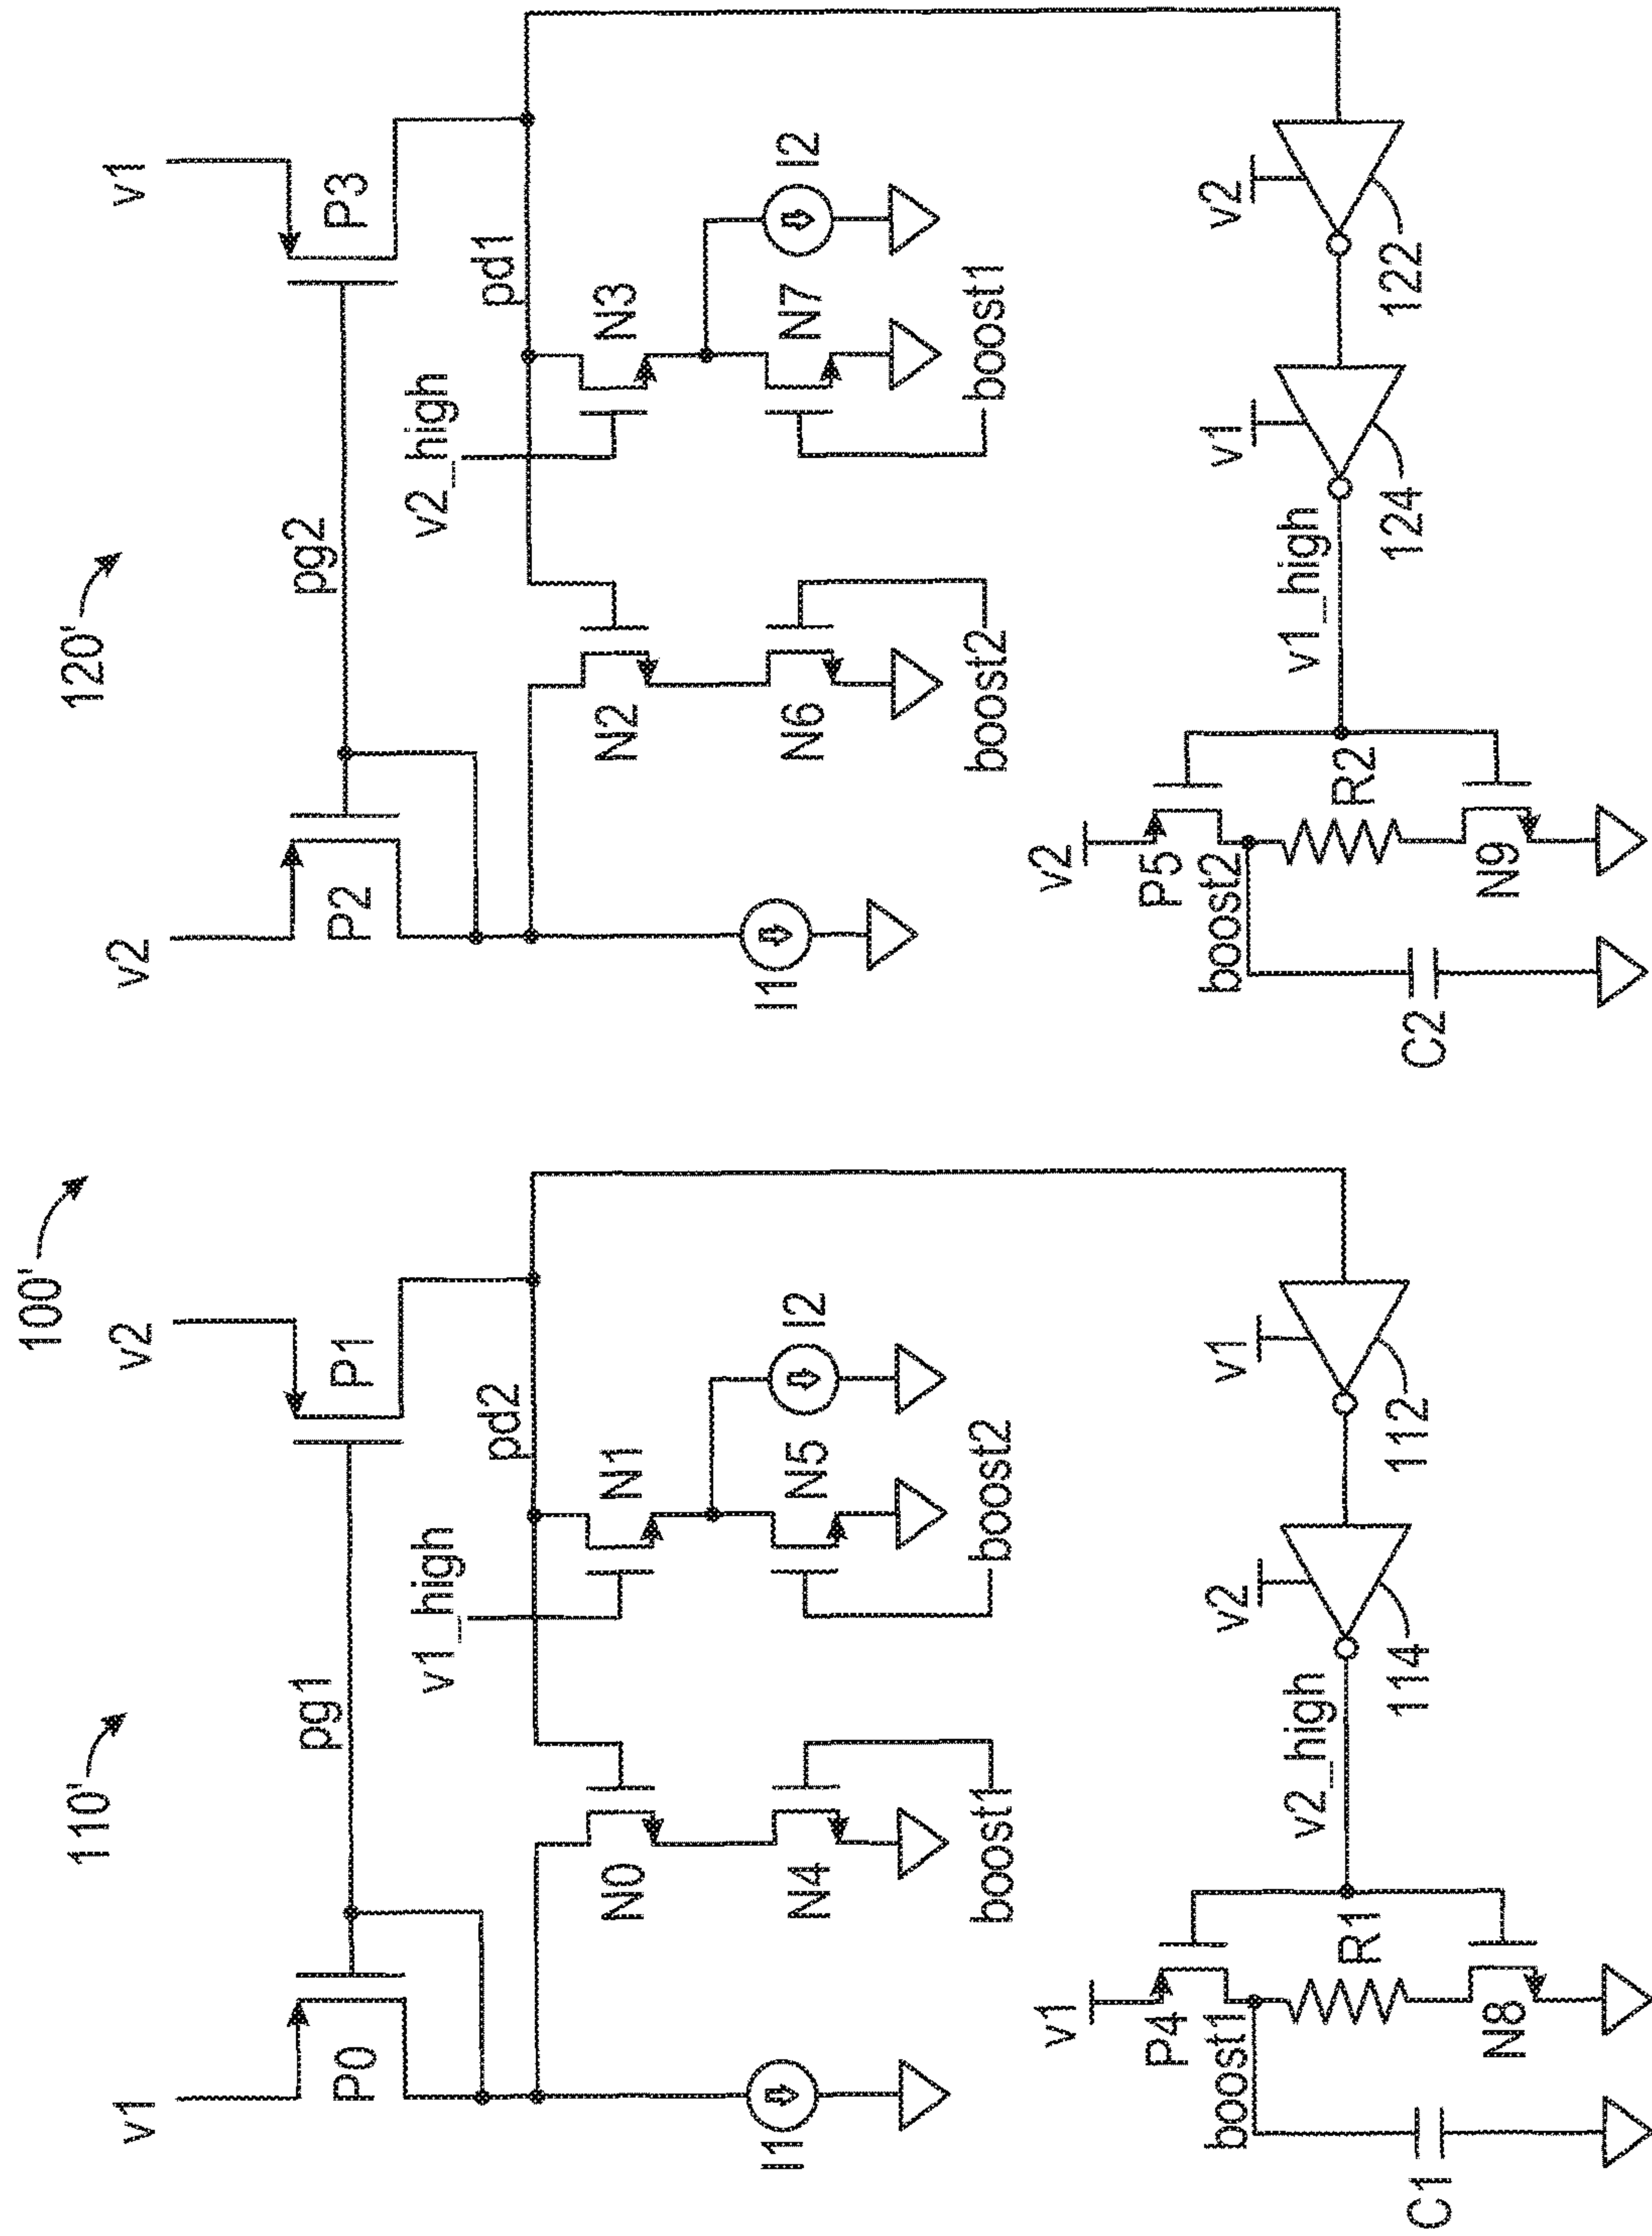 100'
110'
v1
v2
P0
pg1
P1
v1_high
pd2
N0
N1
I1
N4
N5
I2
boost1
boost2
v1
P4
boost1
C1
R1
N8
v2_high
v2
114
v1
112
120'
v2
v1
P2
pg2
P3
v2_high
pd1
N2
N3
I1
N6
N7
I2
boost2
boost1
v2
P5
boost2
C2
R2
N9
v1_high
v1
124
v2
122